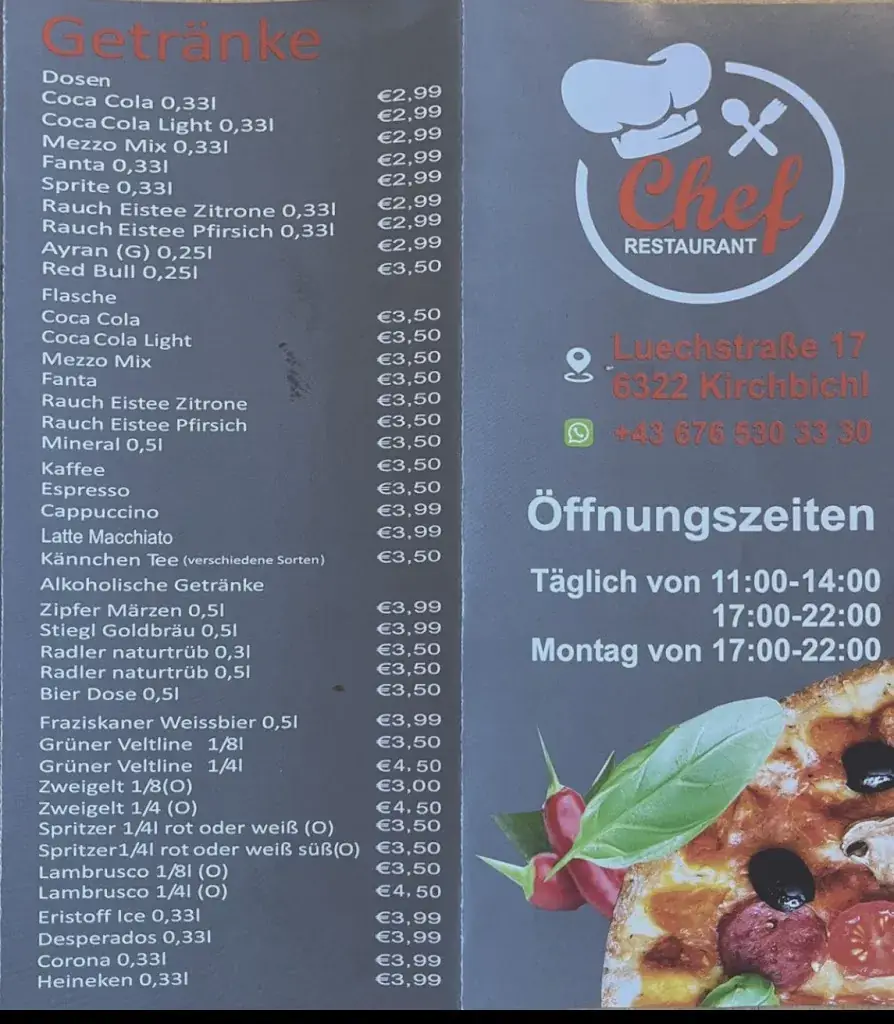 Getränke
Dosen
Coca Cola 0,33l €2,99
Coca Cola Light 0,33l €2,99
Mezzo Mix 0,33l €2,99
Fanta 0,33l €2,99
Sprite 0,33l €2,99
Rauch Eistee Zitrone 0,33l €2,99
Rauch Eistee Pfirsich 0,33l €2,99
Ayran (G) 0,25l €2,99
Red Bull 0,25l €3,50
Flasche
Coca Cola €3,50
Coca Cola Light €3,50
Mezzo Mix €3,50
Fanta €3,50
Rauch Eistee Zitrone €3,50
Rauch Eistee Pfirsich €3,50
Mineral 0,5l €3,50
Kaffee €3,50
Espresso €3,50
Cappuccino €3,99
Latte Macchiato €3,99
Kännchen Tee (verschiedene Sorten) €3,50
Alkoholische Getränke
Zipfer Märzen 0,5l €3,99
Stiegl Goldbräu 0,5l €3,99
Radler naturtrüb 0,3l €3,50
Radler naturtrüb 0,5l €3,50
Bier Dose 0,5l €3,50
Fraziskaner Weissbier 0,5l €3,99
Grüner Veltline 1/8l €3,50
Grüner Veltline 1/4l €4,50
Zweigelt 1/8(O) €3,00
Zweigelt 1/4 (O) €4,50
Spritzer 1/4l rot oder weiß (O) €3,50
Spritzer1/4l rot oder weiß süß(O) €3,50
Lambrusco 1/8l (O) €3,50
Lambrusco 1/4l (O) €4,50
Eristoff Ice 0,33l €3,99
Desperados 0,33l €3,99
Corona 0,33l €3,99
Heineken 0,33l €3,99
Chef
RESTAURANT
Luechstraße 17
6322 Kirchbichl
+43 676 530 33 30
Öffnungszeiten
Täglich von 11:00-14:00
17:00-22:00
Montag von 17:00-22:00